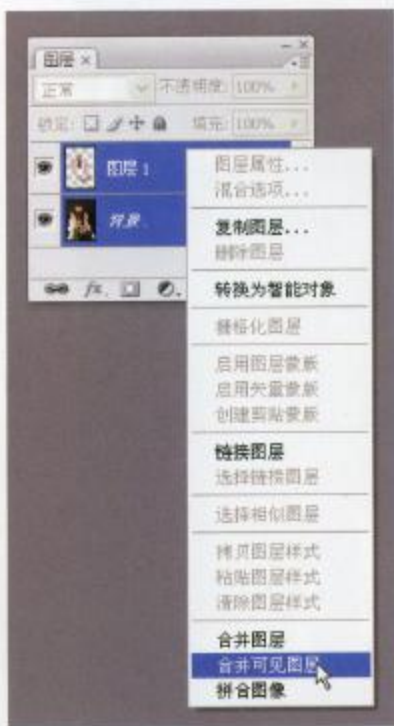 图层 ×
正常 不透明度: 100%
锁定: 填充: 100%
图层 1
背景
fx.
图层属性...
混合选项...
复制图层...
删除图层
转换为智能对象
栅格化图层
启用图层蒙版
启用矢量蒙版
创建剪贴蒙版
链接图层
选择链接图层
选择相似图层
拷贝图层样式
粘贴图层样式
清除图层样式
合并图层
合并可见图层
拼合图像